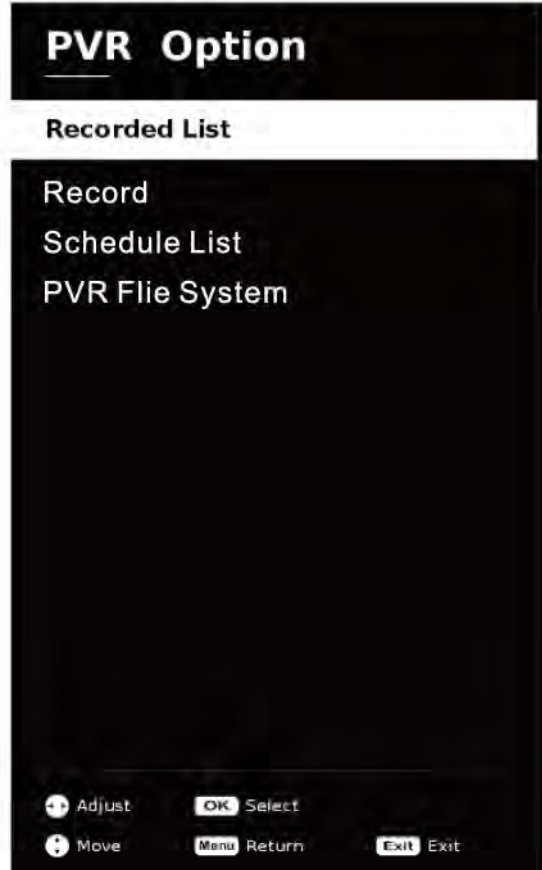 PVR Option
Recorded List
Record
Schedule List
PVR Flie System
Adjust OK Select
Move Menu Return Exit Exit